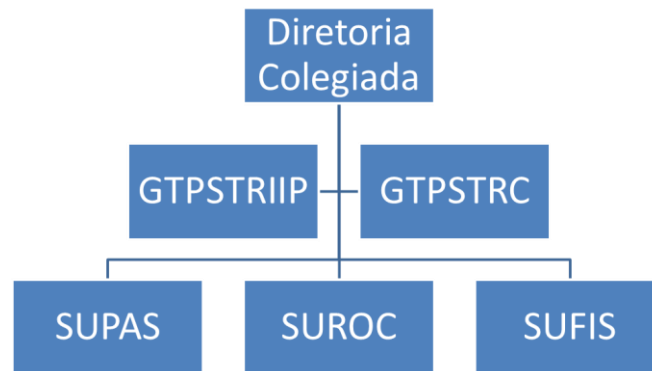 Diretoria
Colegiada
GTPSTRIIP
GTPSTRC
SUPAS
SUROC
SUFIS